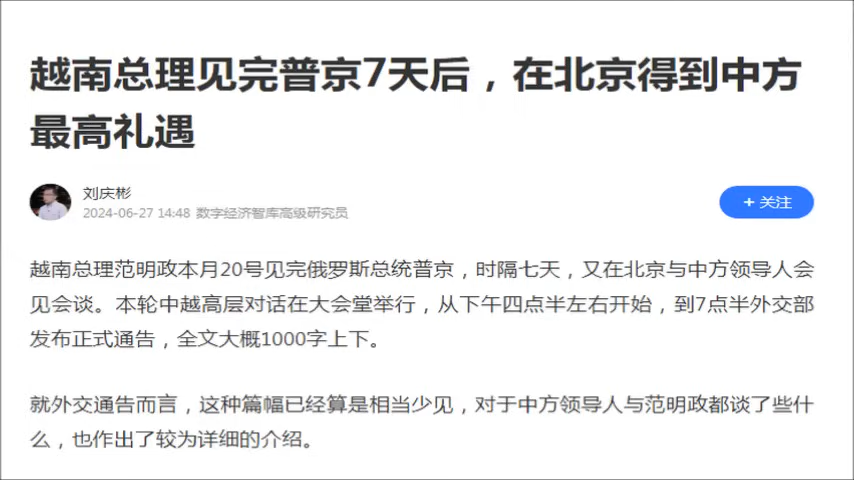 越南总理见完普京7天后，在北京得到中方
最高礼遇
刘庆彬
2024-06-27 14:48 数字经济智库高级研究员
+ 关注
越南总理范明政本月20号见完俄罗斯总统普京，时隔七天，又在北京与中方领导人会
见会谈。本轮中越高层对话在大会堂举行，从下午四点半左右开始，到7点半外交部
发布正式通告，全文大概1000字上下。
就外交通告而言，这种篇幅已经算是相当少见，对于中方领导人与范明政都谈了些什
么，也作出了较为详细的介绍。